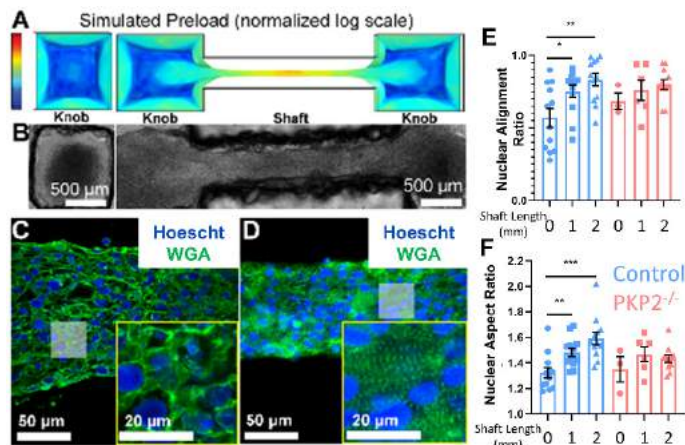 A Simulated Preload (normalized log scale)
Knob Knob Shaft Knob
B
500 µm 500 µm
C Hoescht
WGA
50 µm 20 µm
D Hoescht
WGA
50 µm 20 µm
E
Nuclear Alignment
Ratio
1.0
0.5
0.0
* **
Shaft Length
(mm)
0 1 2 0 1 2
F
Nuclear Aspect Ratio
2.2
2.0
1.8
1.6
1.4
1.2
1.0
** ***
Control
PKP2-/-
Shaft Length
(mm)
0 1 2 0 1 2